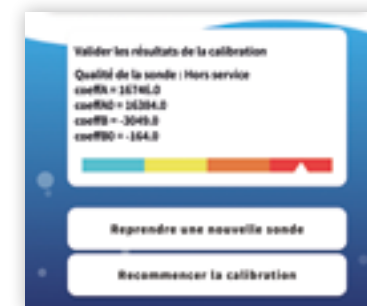 Valider les résultats de la calibration
Qualité de la sonde : Hors service
coeffA = 16746.0
coeffA0 = 16384.0
coeffB = -3049.0
coeffB0 = -164.0
Reprendre une nouvelle sonde
Recommencer la calibration